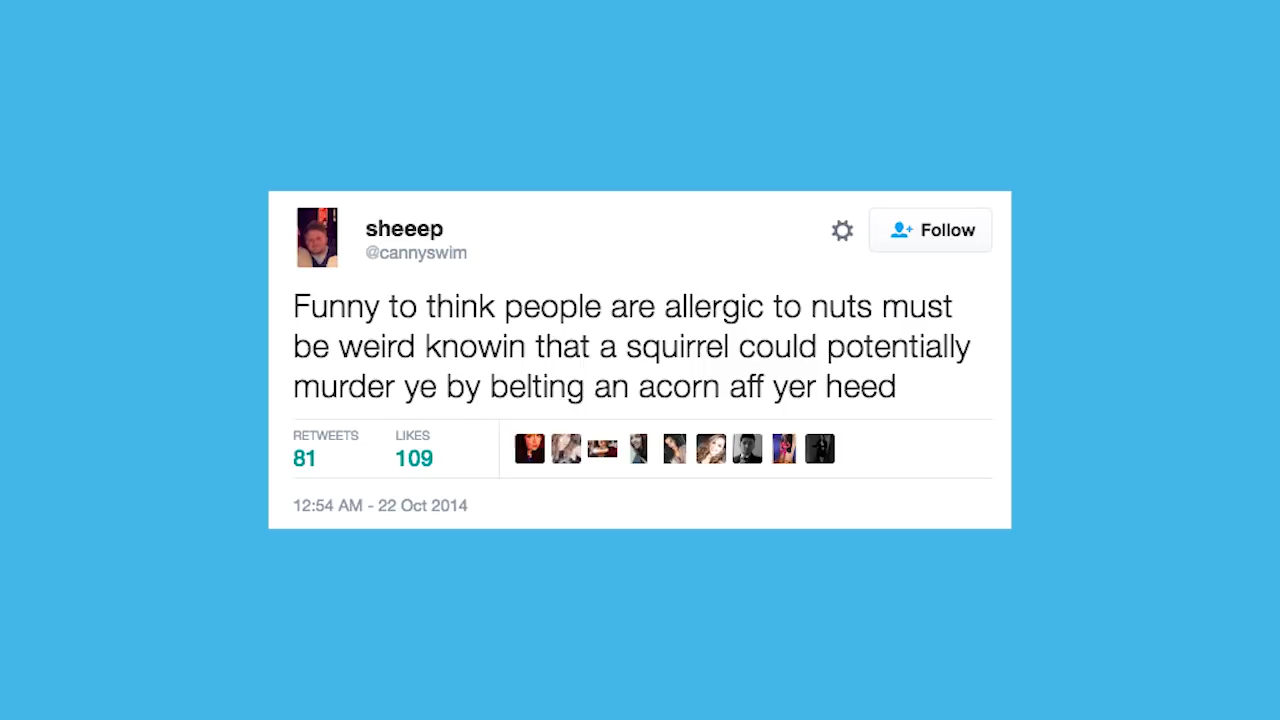 sheeep
@cannyswim
Follow
Funny to think people are allergic to nuts must
be weird knowin that a squirrel could potentially
murder ye by belting an acorn aff yer heed
RETWEETS LIKES
81 109
12:54 AM - 22 Oct 2014